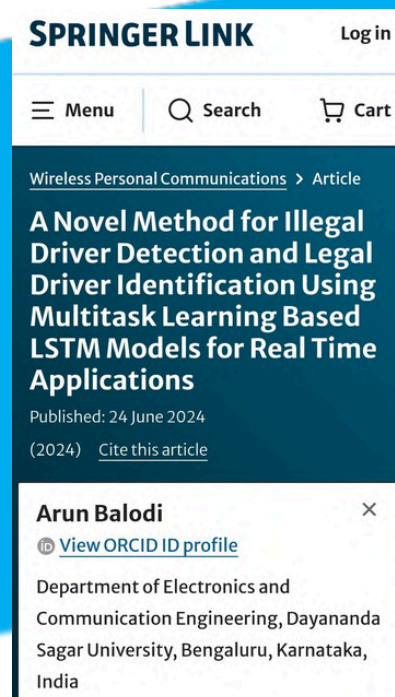 SPRINGER LINK
Log in
Menu
Search
Cart
Wireless Personal Communications > Article
A Novel Method for Illegal
Driver Detection and Legal
Driver Identification Using
Multitask Learning Based
LSTM Models for Real Time
Applications
Published: 24 June 2024
(2024) Cite this article
Arun Balodi
iD View ORCID ID profile
Department of Electronics and
Communication Engineering, Dayananda
Sagar University, Bengaluru, Karnataka,
India